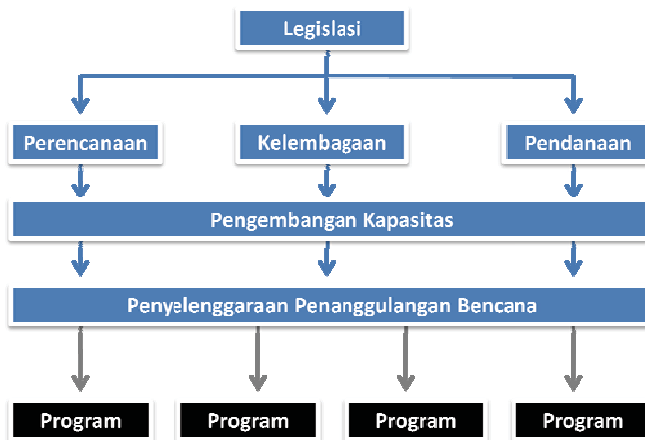 Legislasi
Perencanaan
Kelembagaan
Pendanaan
Pengembangan Kapasitas
Penyelenggaraan Penanggulangan Bencana
Program
Program
Program
Program